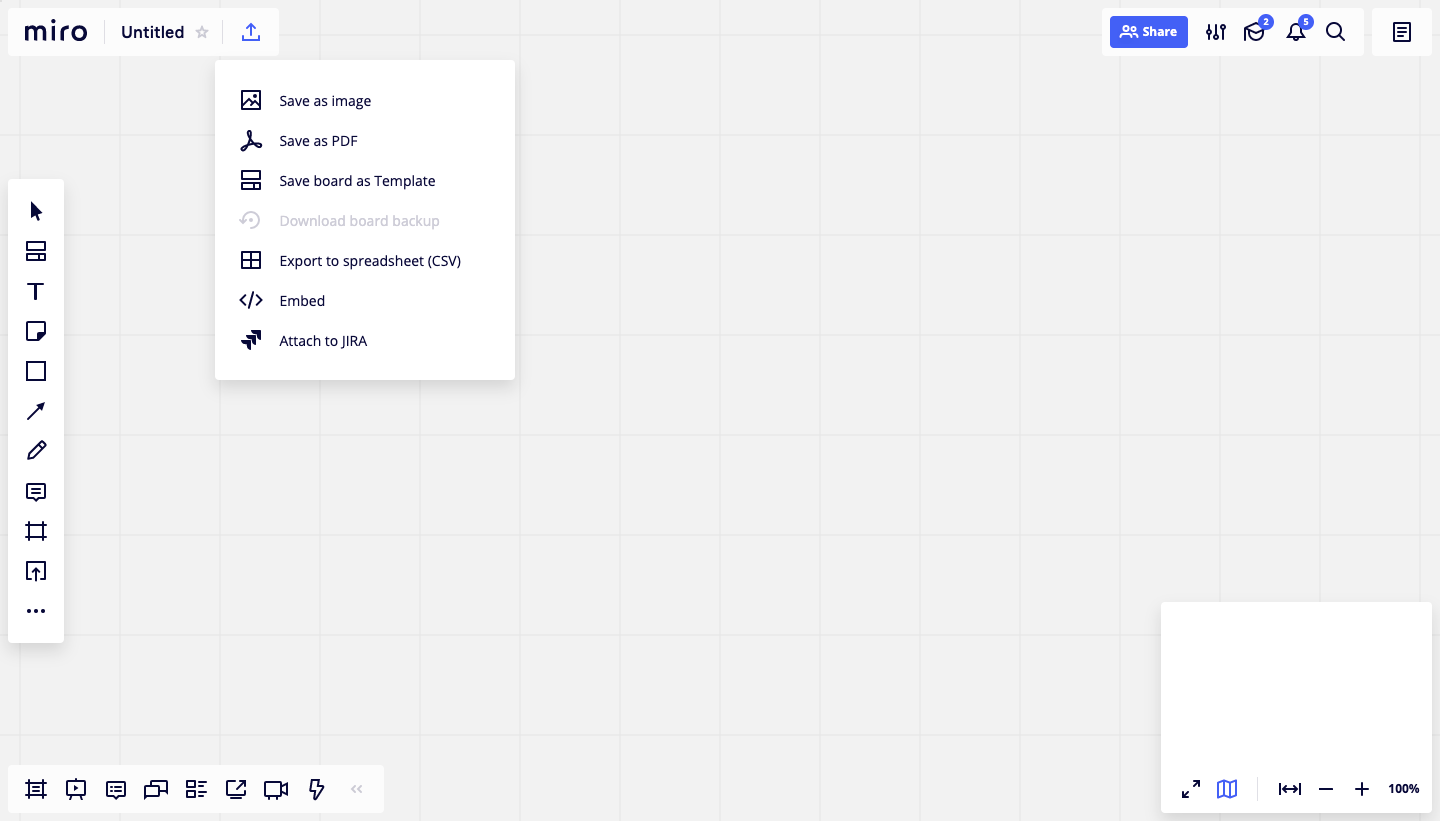 miro
Untitled
Share
2
5
Save as image
Save as PDF
Save board as Template
Download board backup
Export to spreadsheet (CSV)
Embed
Attach to JIRA
100%